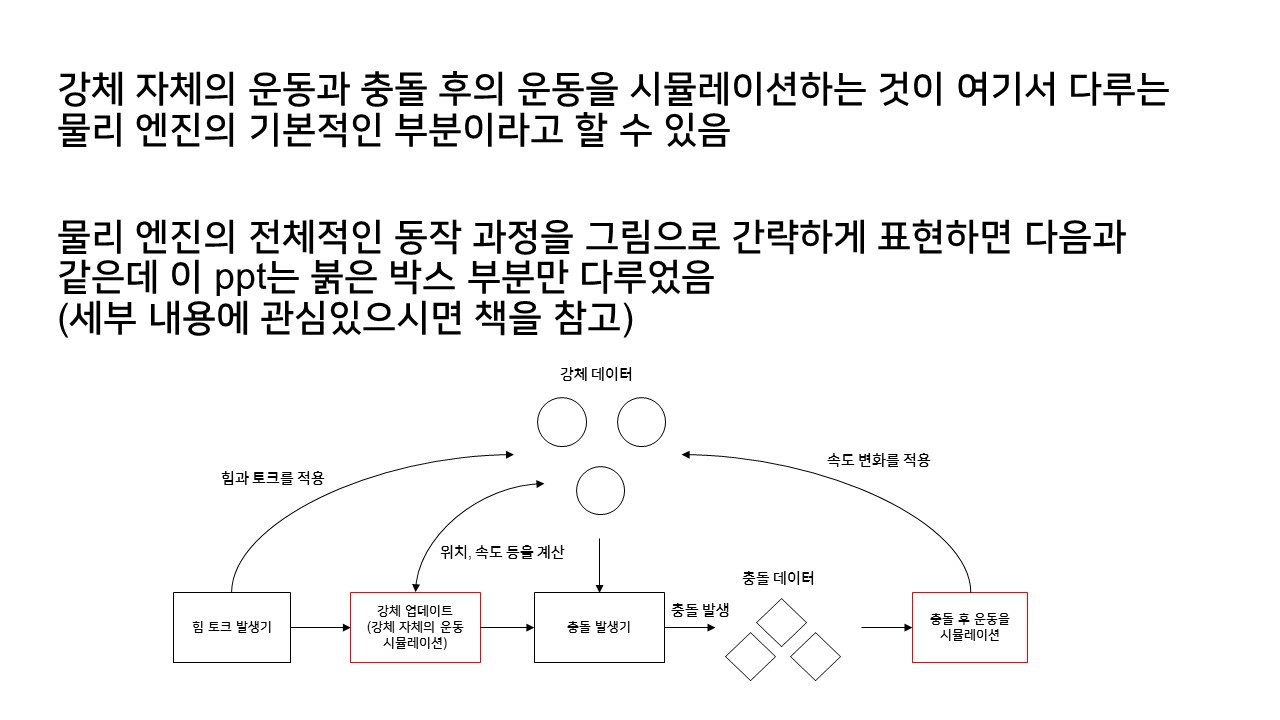 강체 자체의 운동과 충돌 후의 운동을 시뮬레이션하는 것이 여기서 다루는
물리 엔진의 기본적인 부분이라고 할 수 있음
물리 엔진의 전체적인 동작 과정을 그림으로 간략하게 표현하면 다음과
같은데 이 ppt는 붉은 박스 부분만 다루었음
(세부 내용에 관심있으시면 책을 참고)
강체 데이터
힘과 토크를 적용
속도 변화를 적용
위치, 속도 등을 계산
충돌 데이터
충돌 발생
힘 토크 발생기
강체 업데이트
(강체 자체의 운동
시뮬레이션)
충돌 발생기
충돌 후 운동을
시뮬레이션